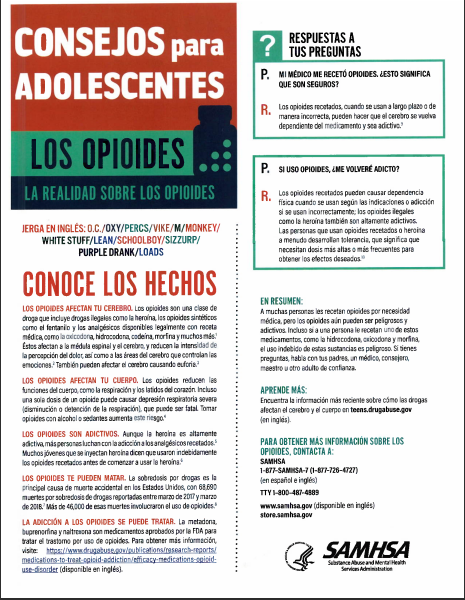 CONSEJOS para
ADOLESCENTES
LOS OPIOIDES
LA REALIDAD SOBRE LOS OPIOIDES
JERGA EN INGLÉS: O.C./OXY/PERCS/VIKE/M/MONKEY/
WHITE STUFF/LEAN/SCHOOLBOY/SIZZURP/
PURPLE DRANK/LOADS
CONOCE LOS HECHOS
LOS OPIOIDES AFECTAN TU CEREBRO. Los opioides son una clase de
droga que incluye drogas ilegales como la heroína, los opioides sintéticos
como el fentanilo y los analgésicos disponibles legalmente con receta
médica, como la oxicodona, hidrocodona, codeína, morfina y muchos más.¹
Éstos afectan a la médula espinal y el cerebro, y reducen la intensidad de
la percepción del dolor, así como a las áreas del cerebro que controlan las
emociones.² También pueden afectar el cerebro causando euforia.³
LOS OPIOIDES AFECTAN TU CUERPO. Los opioides reducen las
funciones del cuerpo, como la respiración y los latidos del corazón. Incluso
una sola dosis de un opioide puede causar depresión respiratoria severa
(disminución o detención de la respiración), que puede ser fatal. Tomar
opioides con alcohol o sedantes aumenta este riesgo.⁴
LOS OPIOIDES SON ADICTIVOS. Aunque la heroína es altamente
adictiva, más personas luchan con la adicción a los analgésicos recetados.⁵
Muchos jóvenes que se inyectan heroína dicen que usaron indebidamente
los opioides recetados antes de comenzar a usar la heroína.⁶
LOS OPIOIDES TE PUEDEN MATAR. La sobredosis por drogas es la
principal causa de muerte accidental en los Estados Unidos, con 68,690
muertes por sobredosis de drogas reportadas entre marzo de 2017 y marzo
de 2018.⁷ Más de 46,000 de esas muertes involucraron el uso de opioides.⁸
LA ADICCIÓN A LOS OPIOIDES SE PUEDE TRATAR. La metadona,
buprenorfina y naltrexona son medicamentos aprobados por la FDA para
tratar el trastorno por uso de opioides. Para obtener más información,
visite: https://www.drugabuse.gov/publications/research-reports/
medications-to-treat-opioid-addiction/efficacy-medications-opioid-
use-disorder (disponible en inglés).
?
RESPUESTAS A
TUS PREGUNTAS
P. MI MÉDICO ME RECETÓ OPIOIDES. ¿ESTO SIGNIFICA
QUE SON SEGUROS?
R. Los opioides recetados, cuando se usan a largo plazo o de
manera incorrecta, pueden hacer que el cerebro se vuelva
dependiente del medicamento y sea adictivo.⁹
P. SI USO OPIOIDES, ¿ME VOLVERÉ ADICTO?
R. Los opioides recetados pueden causar dependencia
física cuando se usan según las indicaciones o adicción
si se usan incorrectamente; los opioides ilegales
como la heroína también son altamente adictivos.
Las personas que usan opioides recetados o heroína
a menudo desarrollan tolerancia, que significa que
necesitan dosis más altas o más frecuentes para
obtener los efectos deseados.¹⁰
EN RESUMEN:
A muchas personas les recetan opioides por necesidad
médica, pero los opioides aún pueden ser peligrosos y
adictivos. Incluso si a una persona le recetan uno de estos
medicamentos, como la hidrocodona, oxicodona y morfina,
el uso indebido de estas sustancias es peligroso. Si tienes
preguntas, habla con tus padres, un médico, consejero,
maestro u otro adulto de confianza.
APRENDE MÁS:
Encuentra la información más reciente sobre cómo las drogas
afectan el cerebro y el cuerpo en teens.drugabuse.gov
(en inglés).
PARA OBTENER MÁS INFORMACIÓN SOBRE LOS
OPIOIDES, CONTACTA A:
SAMHSA
1-877-SAMHSA-7 (1-877-726-4727)
(en español e inglés)
TTY 1-800-487-4889
www.samhsa.gov (disponible en inglés)
store.samhsa.gov
SAMHSA
Substance Abuse and Mental Health
Services Administration